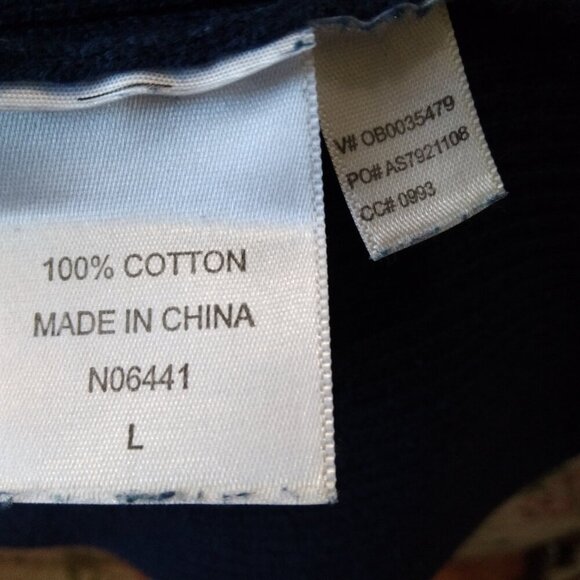 100% COTTON
MADE IN CHINA
N06441
L
V# OB0035479
PO# AS7921108
CC# 0993